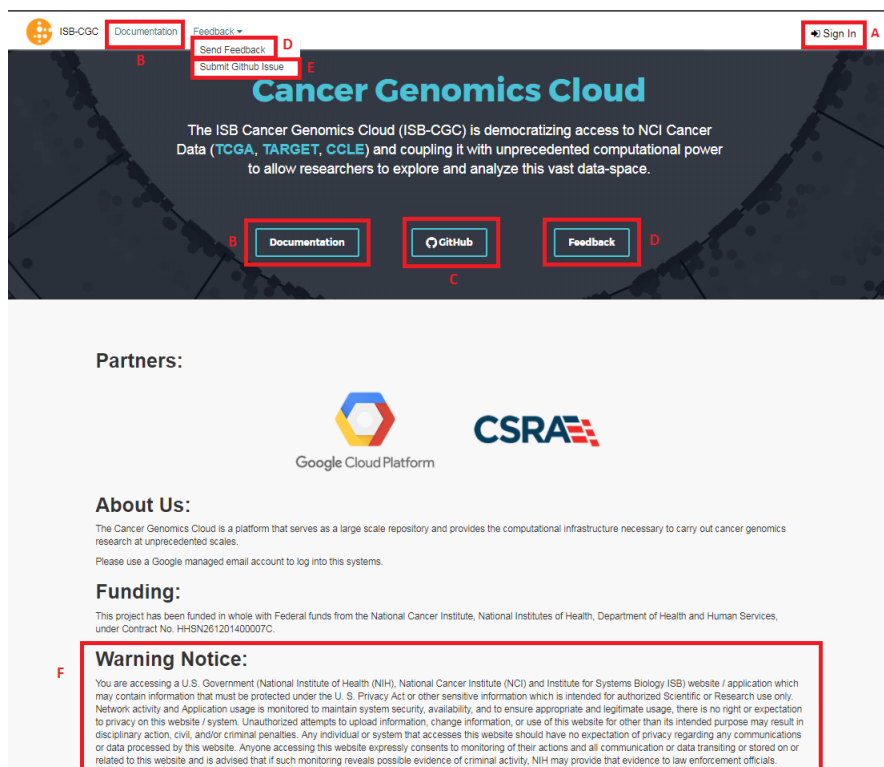 ISB-CGC Documentation Feedback Sign In A
B
Send Feedback D
Submit Github Issue E
Cancer Genomics Cloud
The ISB Cancer Genomics Cloud (ISB-CGC) is democratizing access to NCI Cancer
Data (TCGA, TARGET, CCLE) and coupling it with unprecedented computational power
to allow researchers to explore and analyze this vast data-space.
B Documentation GitHub Feedback D
C
Partners:
CSRA
Google Cloud Platform
About Us:
The Cancer Genomics Cloud is a platform that serves as a large scale repository and provides the computational infrastructure necessary to carry out cancer genomics
research at unprecedented scales.
Please use a Google managed email account to log into this systems.
Funding:
This project has been funded in whole with Federal funds from the National Cancer Institute, National Institutes of Health, Department of Health and Human Services,
under Contract No. HHSN261201400007C.
Warning Notice:
F
You are accessing a U.S. Government (National Institute of Health (NIH), National Cancer Institute (NCI) and Institute for Systems Biology ISB) website / application which
may contain information that must be protected under the U. S. Privacy Act or other sensitive information which is intended for authorized Scientific or Research use only.
Network activity and Application usage is monitored to maintain system security, availability, and to ensure appropriate and legitimate usage, there is no right or expectation
to privacy on this website / system. Unauthorized attempts to upload information, change information, or use of this website for other than its intended purpose may result in
disciplinary action, civil, and/or criminal penalties. Any individual or system that accesses this website should have no expectation of privacy regarding any communications
or data processed by this website. Anyone accessing this website expressly consents to monitoring of their actions and all communication or data transiting or stored on or
related to this website and is advised that if such monitoring reveals possible evidence of criminal activity, NIH may provide that evidence to law enforcement officials.